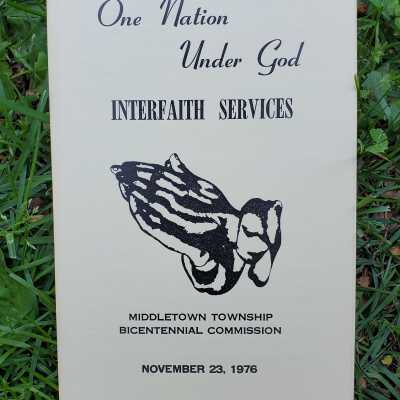 One Nation
Under God
INTERFAITH SERVICES
MIDDLETOWN TOWNSHIP
BICENTENNIAL COMMISSION
NOVEMBER 23, 1976